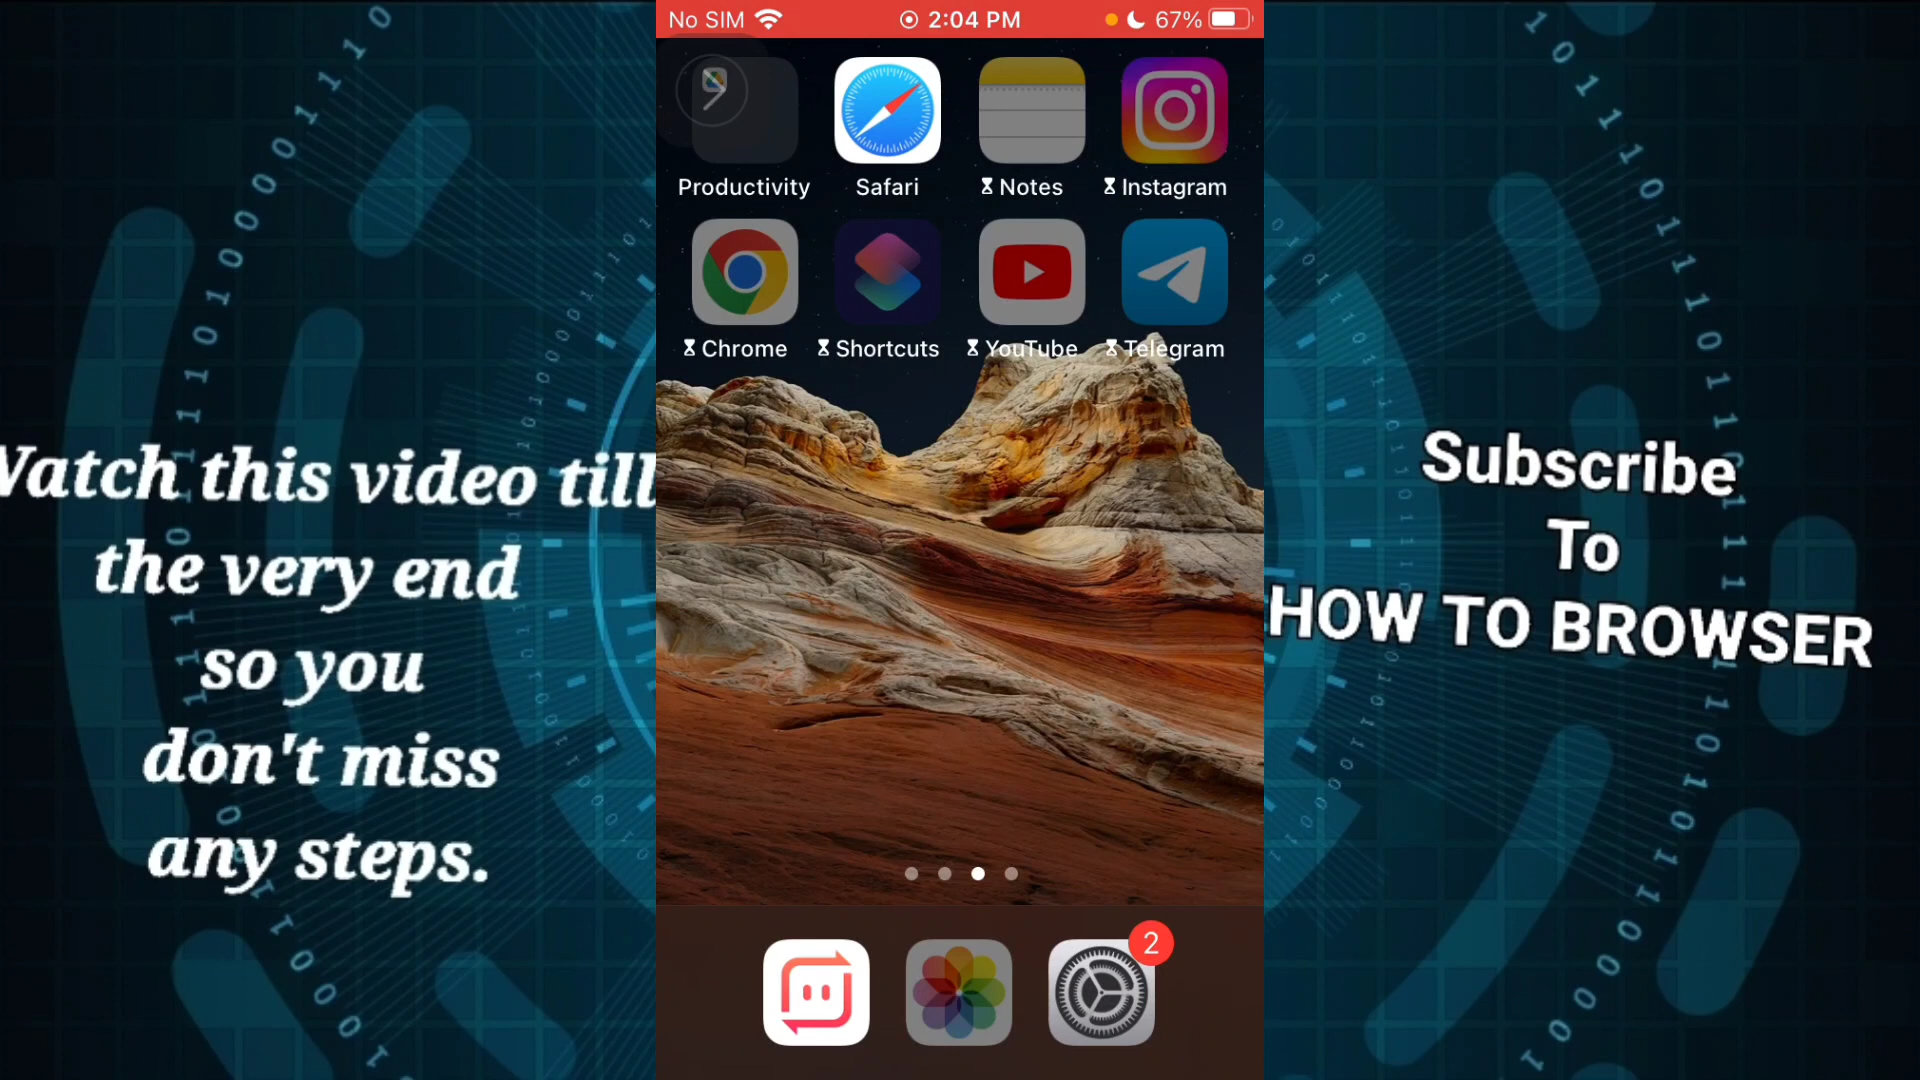 No SIM 2:04 PM 67%
Productivity Safari Notes Instagram
Chrome Shortcuts YouTube Telegram
2
Watch this video till
the very end
so you
don't miss
any steps.
Subscribe
To
HOW TO BROWSER